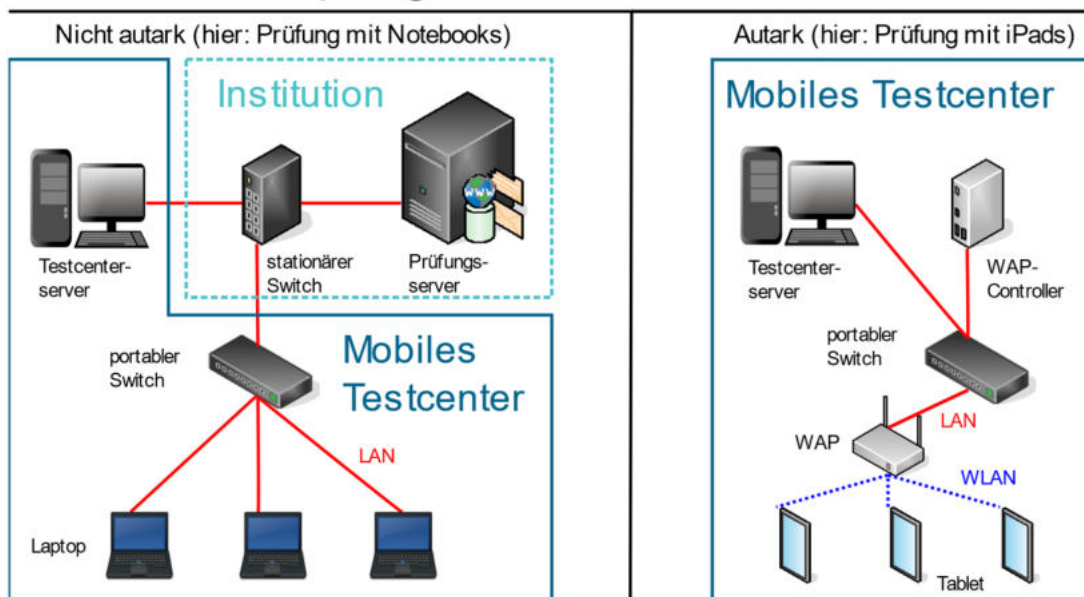 Nicht autark (hier: Prüfung mit Notebooks)
Institution
Testcenter-
server
stationärer
Switch
Prüfungs-
server
portabler
Switch
Mobiles
Testcenter
LAN
Laptop
Autark (hier: Prüfung mit iPads)
Mobiles Testcenter
Testcenter-
server
WAP-
Controller
portabler
Switch
LAN
WAP
WLAN
Tablet